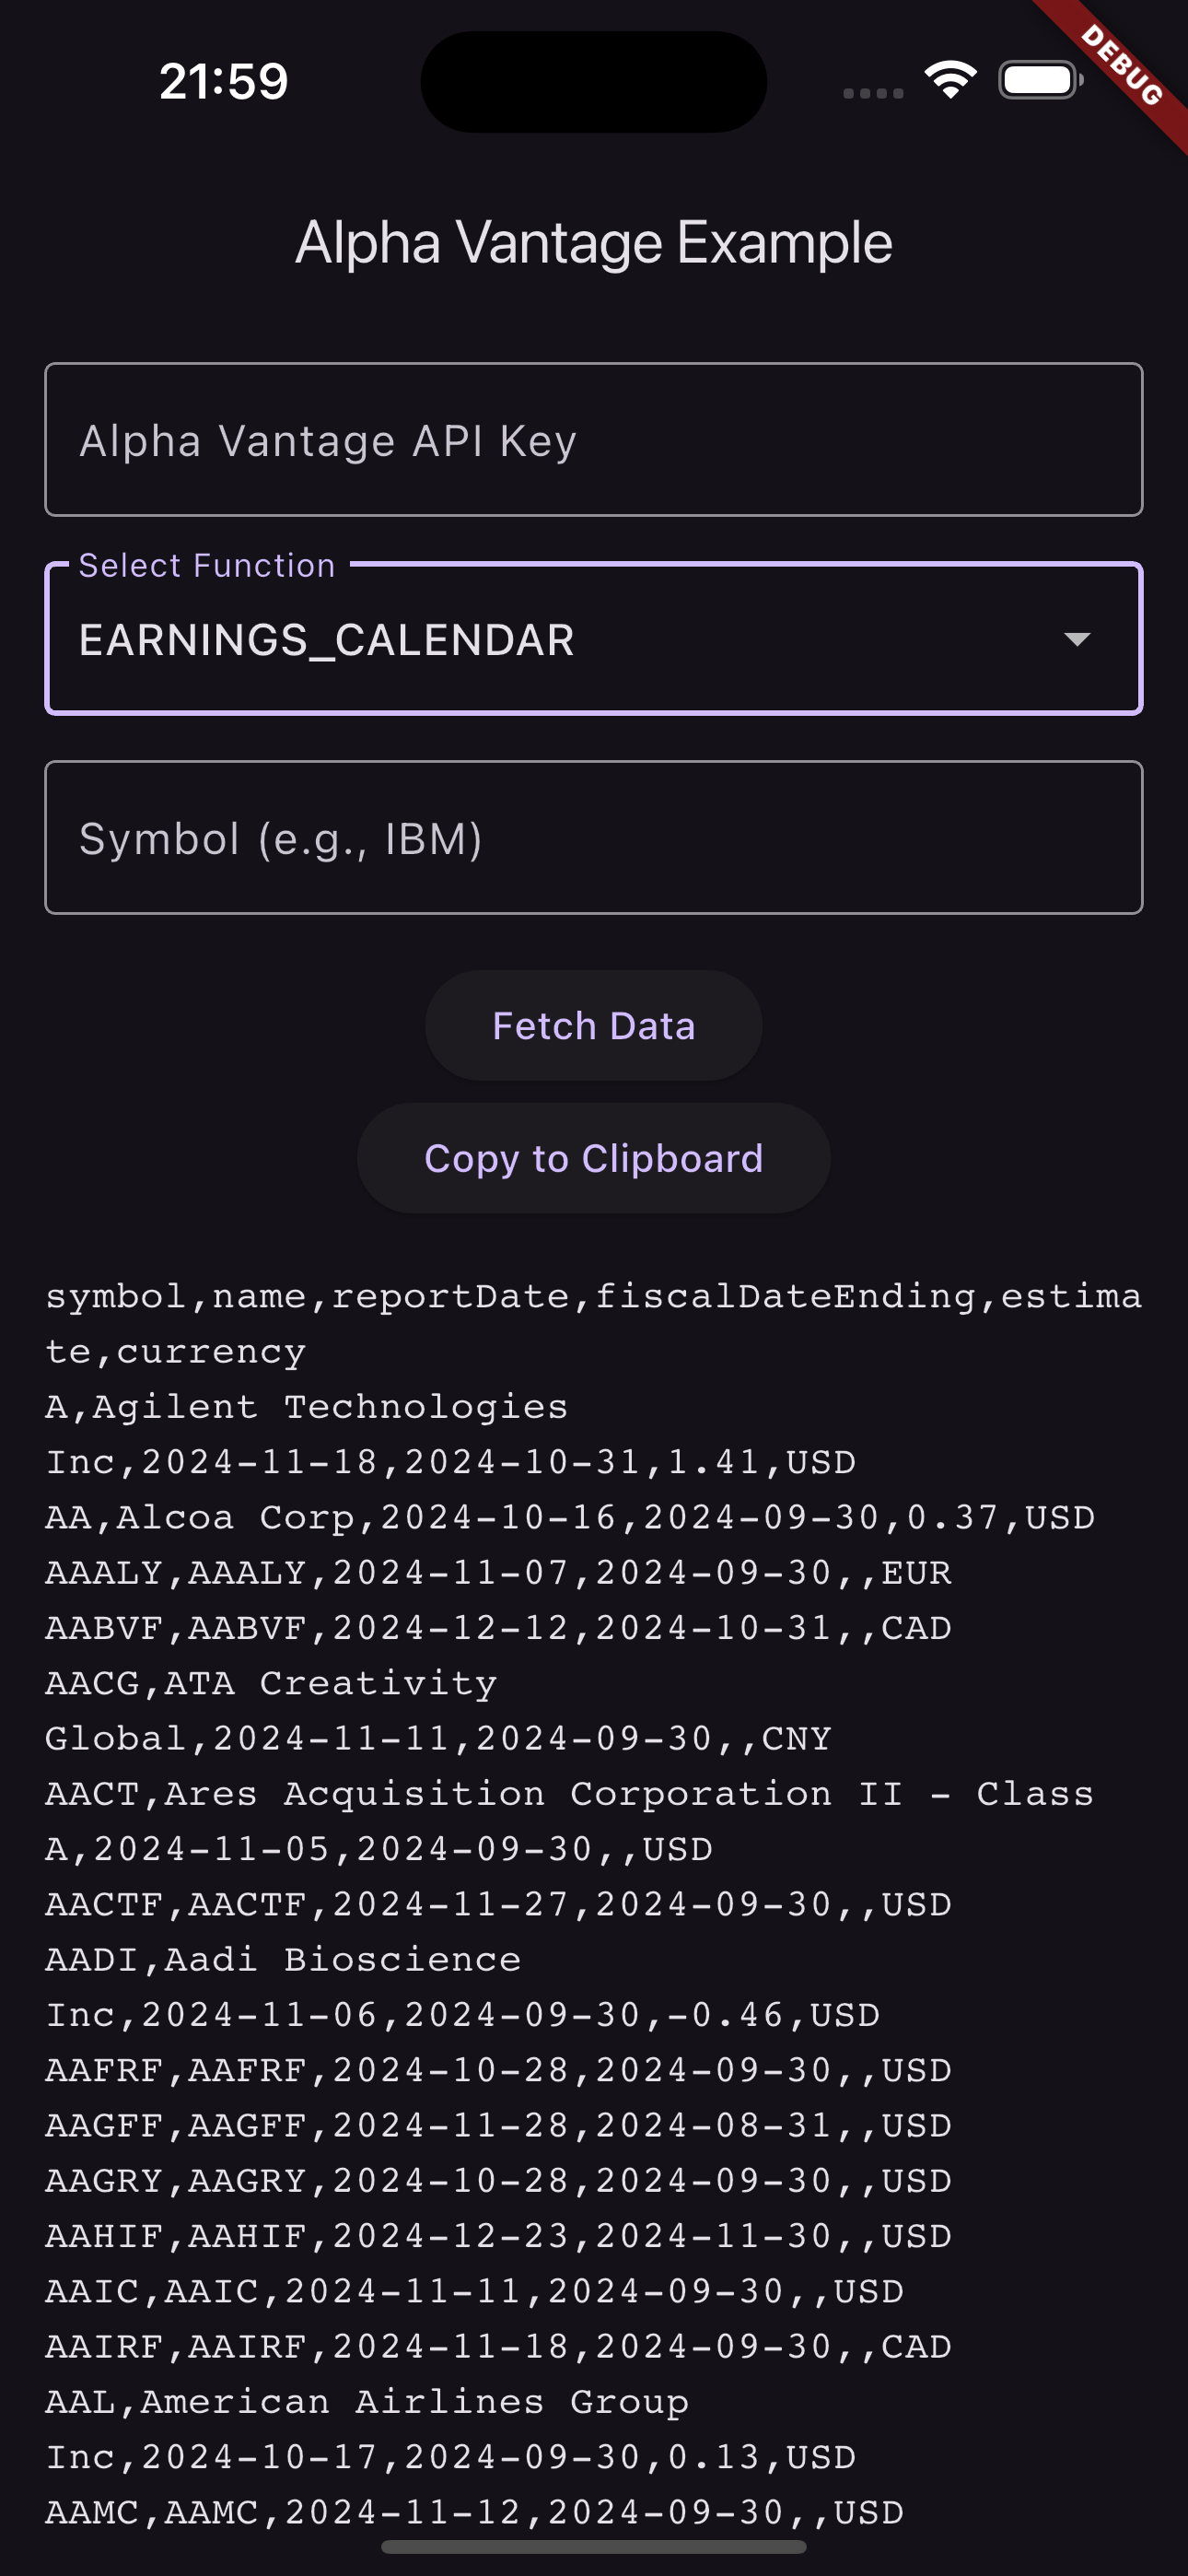 21:59
DEBUG
Alpha Vantage Example
Alpha Vantage API Key
Select Function
EARNINGS_CALENDAR
Symbol (e.g., IBM)
Fetch Data
Copy to Clipboard
symbol,name,reportDate,fiscalDateEnding,estima
te,currency
A,Agilent Technologies
Inc,2024-11-18,2024-10-31,1.41,USD
AA,Alcoa Corp,2024-10-16,2024-09-30,0.37,USD
AAALY,AAALY,2024-11-07,2024-09-30,,EUR
AABVF,AABVF,2024-12-12,2024-10-31,,CAD
AACG,ATA Creativity
Global,2024-11-11,2024-09-30,,CNY
AACT,Ares Acquisition Corporation II - Class
A,2024-11-05,2024-09-30,,USD
AACTF,AACTF,2024-11-27,2024-09-30,,USD
AADI,Aadi Bioscience
Inc,2024-11-06,2024-09-30,-0.46,USD
AAFRF,AAFRF,2024-10-28,2024-09-30,,USD
AAGFF,AAGFF,2024-11-28,2024-08-31,,USD
AAGRY,AAGRY,2024-10-28,2024-09-30,,USD
AAHIF,AAHIF,2024-12-23,2024-11-30,,USD
AAIC,AAIC,2024-11-11,2024-09-30,,USD
AAIRF,AAIRF,2024-11-18,2024-09-30,,CAD
AAL,American Airlines Group
Inc,2024-10-17,2024-09-30,0.13,USD
AAMC,AAMC,2024-11-12,2024-09-30,,USD